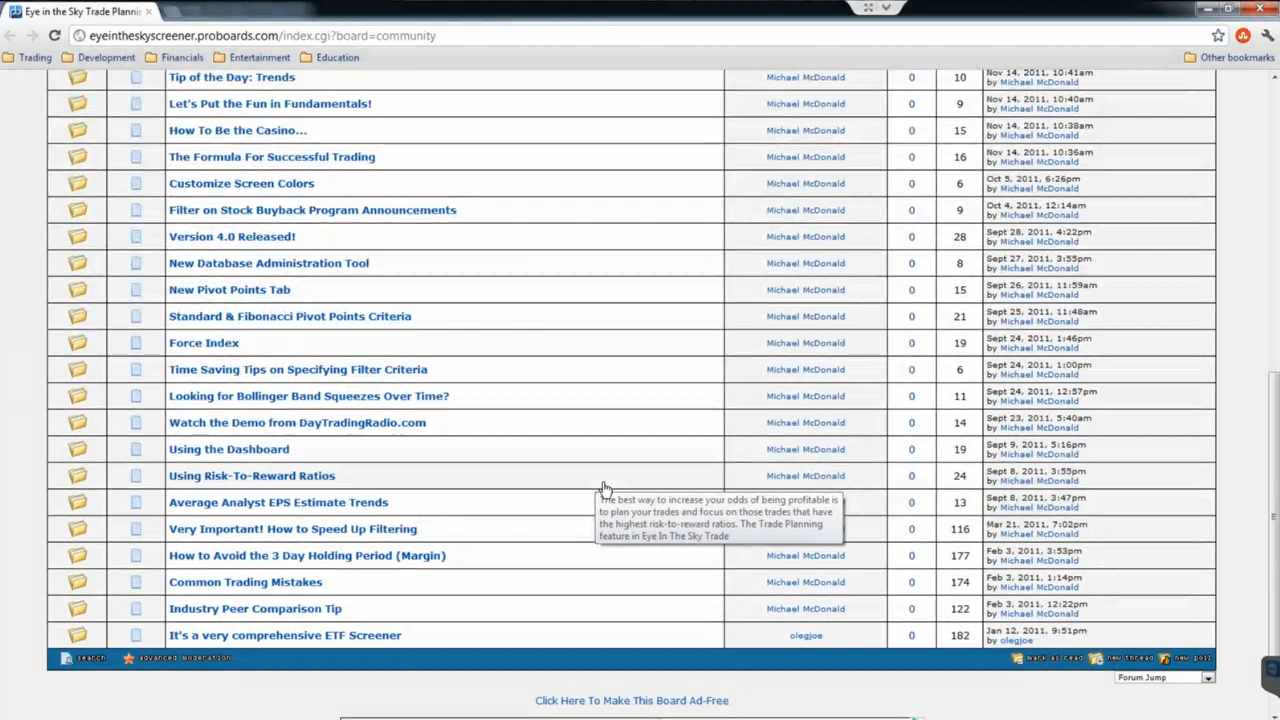 Eye in the Sky Trade Plannin
eyeintheskyscreener.proboards.com/index.cgi?board=community
Trading Development Financials Entertainment Education Other bookmarks
Tip of the Day: Trends Michael McDonald 0 10 Nov 14, 2011, 10:41am
by Michael McDonald
Let's Put the Fun in Fundamentals! Michael McDonald 0 9 Nov 14, 2011, 10:40am
by Michael McDonald
How To Be the Casino... Michael McDonald 0 15 Nov 14, 2011, 10:38am
by Michael McDonald
The Formula For Successful Trading Michael McDonald 0 16 Nov 14, 2011, 10:36am
by Michael McDonald
Customize Screen Colors Michael McDonald 0 6 Oct 5, 2011, 6:26pm
by Michael McDonald
Filter on Stock Buyback Program Announcements Michael McDonald 0 9 Oct 4, 2011, 12:14am
by Michael McDonald
Version 4.0 Released! Michael McDonald 0 28 Sept 28, 2011, 4:22pm
by Michael McDonald
New Database Administration Tool Michael McDonald 0 8 Sept 27, 2011, 3:55pm
by Michael McDonald
New Pivot Points Tab Michael McDonald 0 15 Sept 26, 2011, 11:59am
by Michael McDonald
Standard & Fibonacci Pivot Points Criteria Michael McDonald 0 21 Sept 25, 2011, 11:48am
by Michael McDonald
Force Index Michael McDonald 0 19 Sept 24, 2011, 1:46pm
by Michael McDonald
Time Saving Tips on Specifying Filter Criteria Michael McDonald 0 6 Sept 24, 2011, 1:00pm
by Michael McDonald
Looking for Bollinger Band Squeezes Over Time? Michael McDonald 0 11 Sept 24, 2011, 12:57pm
by Michael McDonald
Watch the Demo from DayTradingRadio.com Michael McDonald 0 14 Sept 23, 2011, 5:40am
by Michael McDonald
Using the Dashboard Michael McDonald 0 19 Sept 9, 2011, 5:16pm
by Michael McDonald
Using Risk-To-Reward Ratios Michael McDonald 0 24 Sept 8, 2011, 3:55pm
by Michael McDonald
The best way to increase your odds of being profitable is
to plan your trades and focus on those trades that have
the highest risk-to-reward ratios. The Trade Planning
feature in Eye In The Sky Trade
Average Analyst EPS Estimate Trends 0 13 Sept 8, 2011, 3:47pm
by Michael McDonald
Very Important! How to Speed Up Filtering 0 116 Mar 21, 2011, 7:02pm
by Michael McDonald
How to Avoid the 3 Day Holding Period (Margin) Michael McDonald 0 177 Feb 3, 2011, 3:53pm
by Michael McDonald
Common Trading Mistakes Michael McDonald 0 174 Feb 3, 2011, 1:14pm
by Michael McDonald
Industry Peer Comparison Tip Michael McDonald 0 122 Feb 3, 2011, 12:22pm
by Michael McDonald
It's a very comprehensive ETF Screener olegjoe 0 182 Jan 12, 2011, 9:51pm
by olegjoe
search advanced moderation mark as read new thread new poll
Forum Jump
Click Here To Make This Board Ad-Free